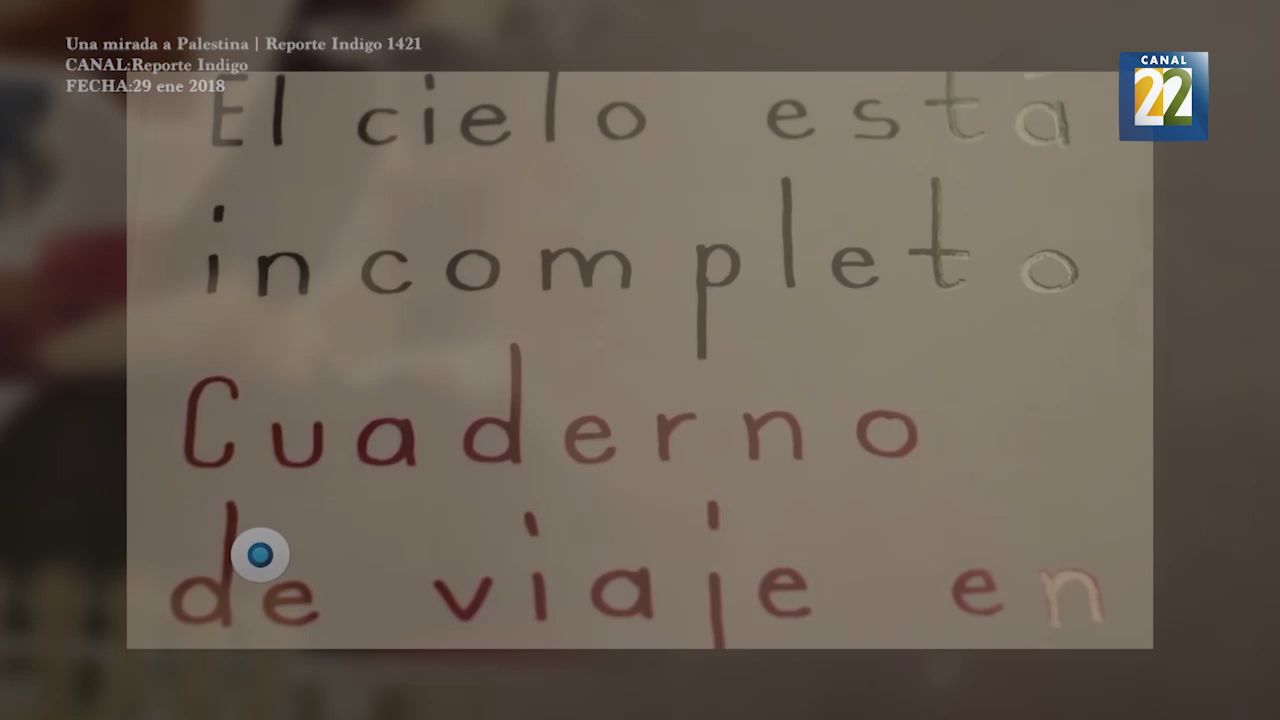 Una mirada a Palestina | Reporte Indigo 1421
CANAL:Reporte Indigo
FECHA:29 ene 2018
CANAL
22
El cielo está
incompleto
Cuaderno
de viaje en